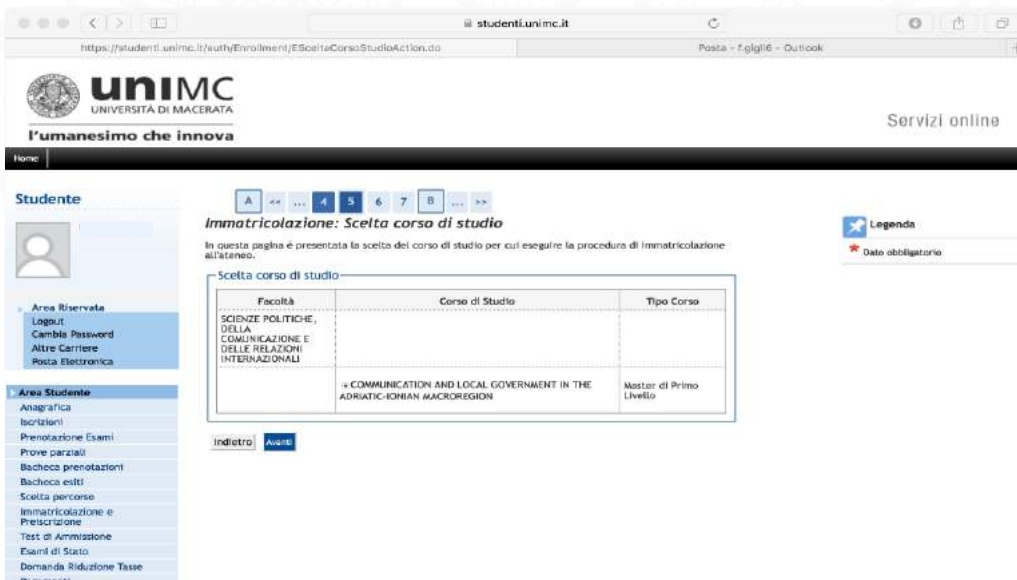 studenti.unimc.it
https://studenti.unimc.it/auth/Enrollment/ESceltaCorsoStudioAction.do
Posta - f.gigli6 - Outlook
unIMC
UNIVERSITÀ DI MACERATA
l'umanesimo che innova
Servizi online
Home
Studente
Area Riservata
Logout
Cambia Password
Altre Carriere
Posta Elettronica
Area Studente
Anagrafica
Iscrizioni
Prenotazione Esami
Prove parziali
Bacheca prenotazioni
Bacheca esiti
Scelta percorso
Immatricolazione e
Preiscrizione
Test di Ammissione
Esami di Stato
Domanda Riduzione Tasse
A << ... 4 5 6 7 B ... >>
Immatricolazione: Scelta corso di studio
In questa pagina è presentata la scelta del corso di studio per cui eseguire la procedura di immatricolazione
all'ateneo.
Scelta corso di studio
Facoltà Corso di Studio Tipo Corso
SCIENZE POLITICHE,
DELLA
COMUNICAZIONE E
DELLE RELAZIONI
INTERNAZIONALI
COMMUNICATION AND LOCAL GOVERNMENT IN THE
ADRIATIC-IONIAN MACROREGION
Master di Primo
Livello
Indietro Avanti
Legenda
* Dato obbligatorio